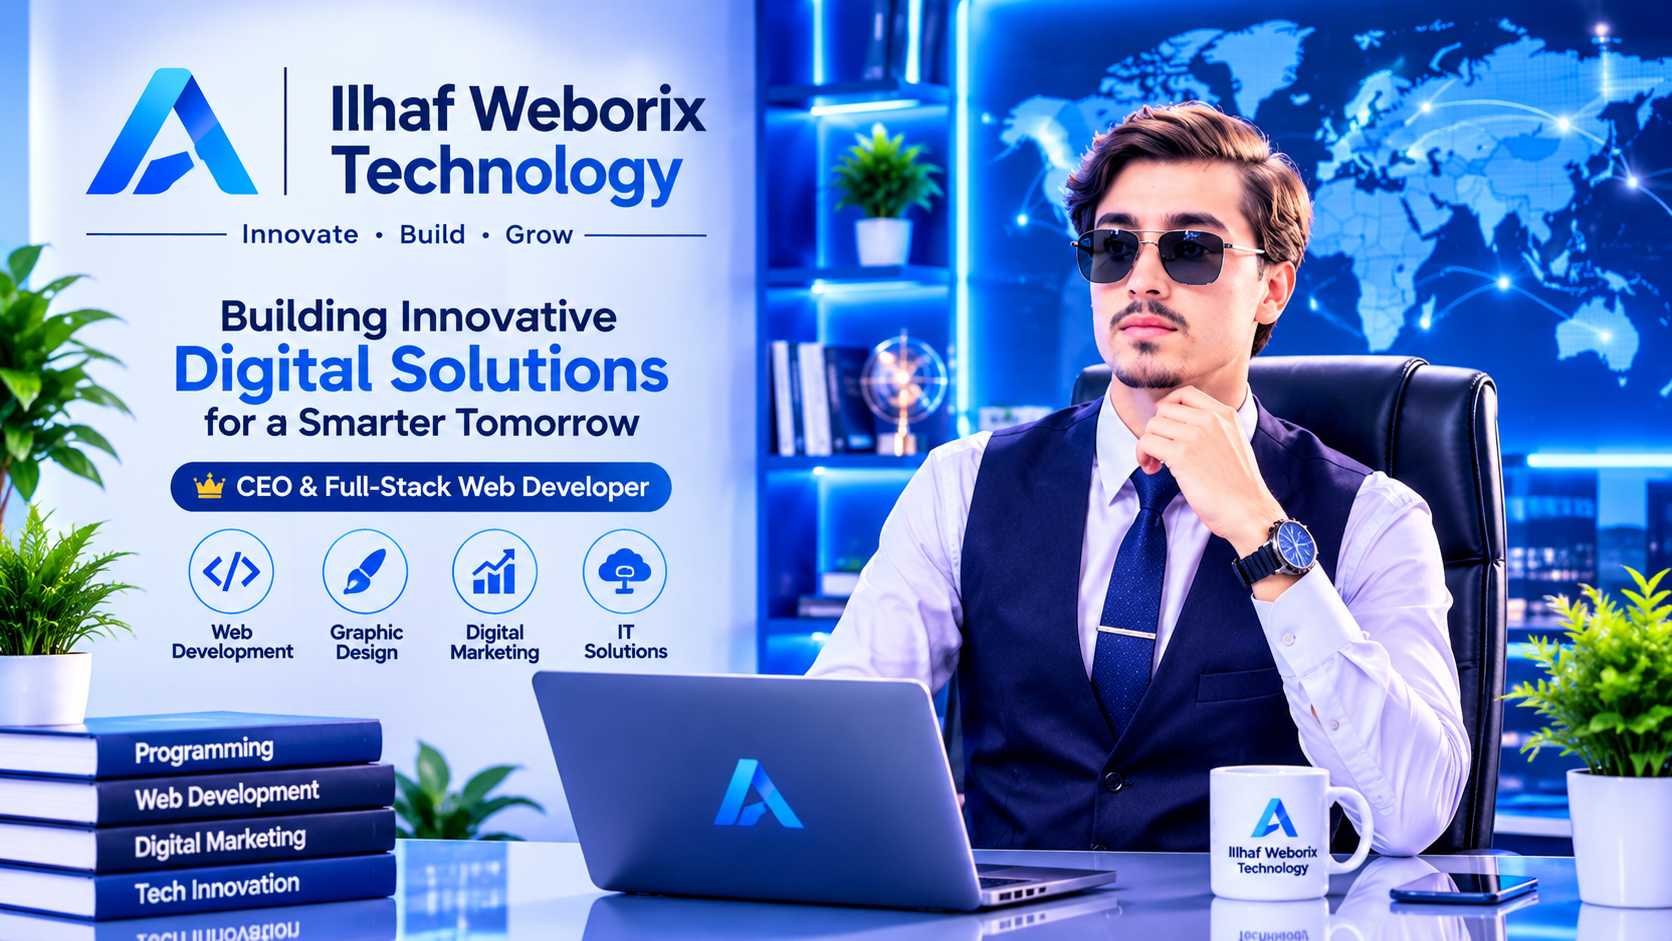 Ilhaf Weborix
Technology
Innovate • Build • Grow
Building Innovative
Digital Solutions
for a Smarter Tomorrow
CEO & Full-Stack Web Developer
Web
Development
Graphic
Design
Digital
Marketing
IT
Solutions
Programming
Web Development
Digital Marketing
Tech Innovation
Illhaf Weborix
Technology